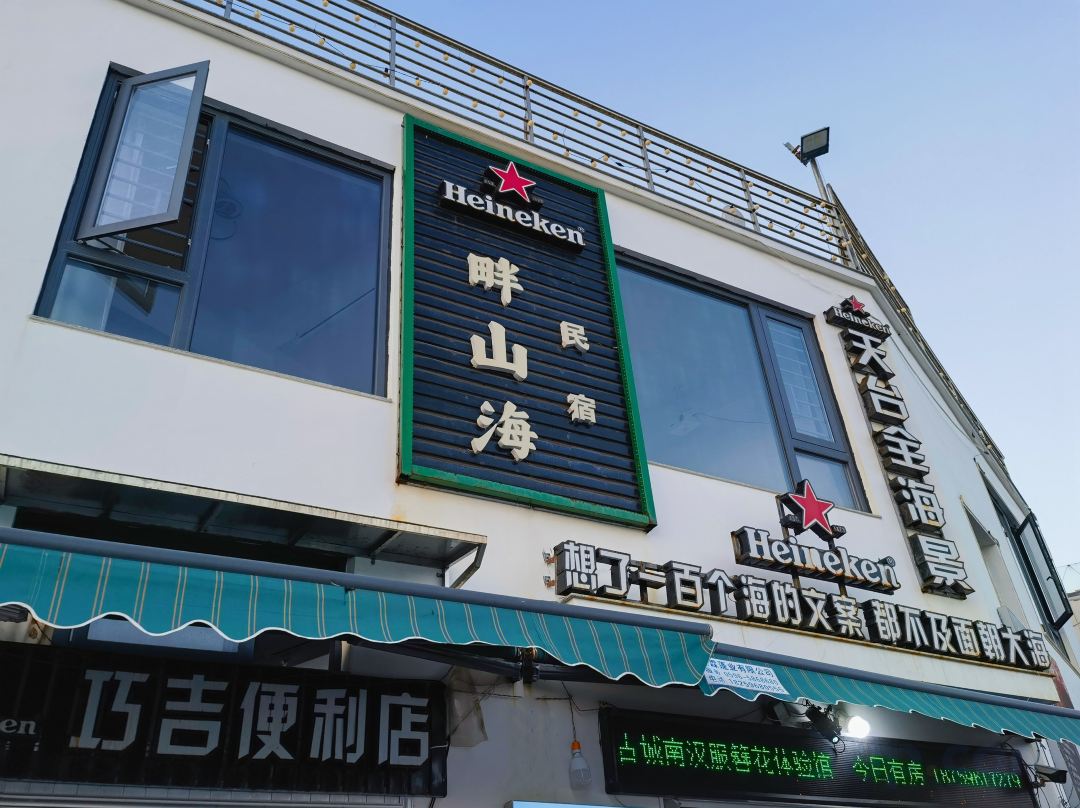 Heineken
畔山海
民宿
Heineken
天台全海景
Heineken
想了一百个海的文案 都不及面朝大海
巧吉便利店
古城南汉服簪花体验馆 今日有房